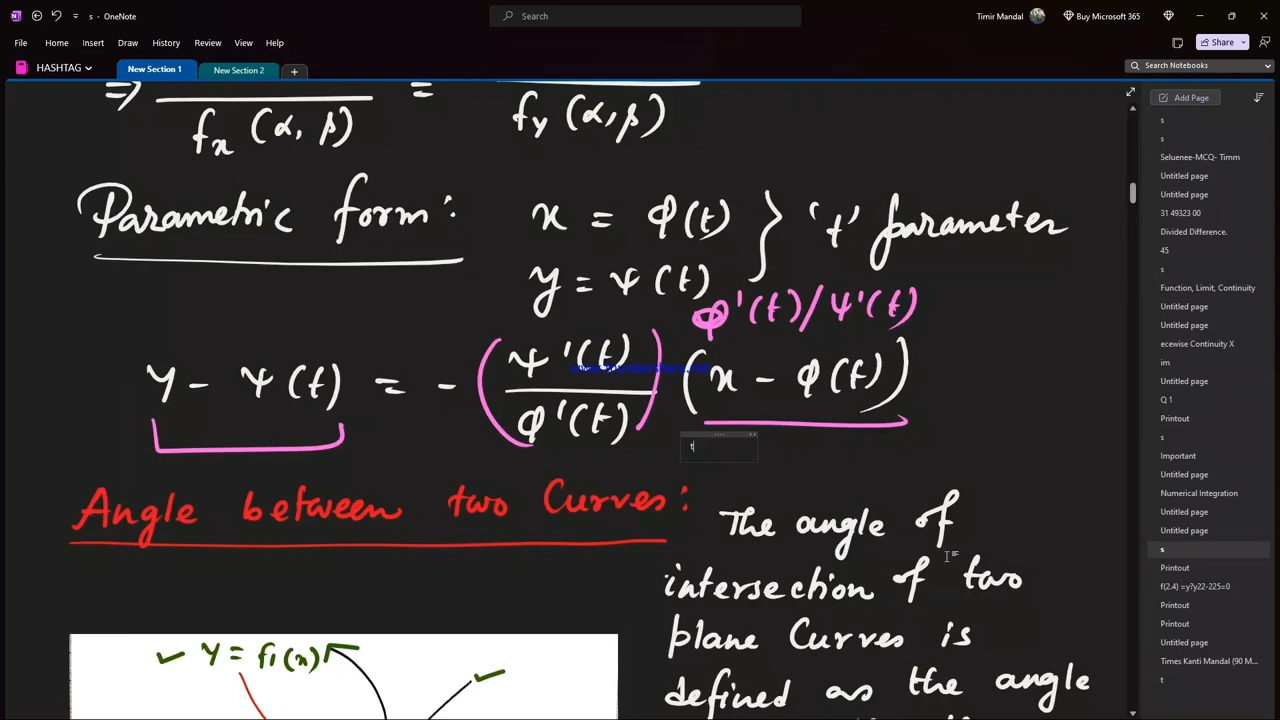 s - OneNote
Search
Timir Mandal
Buy Microsoft 365
File Home Insert Draw History Review View Help
Share
HASHTAG
New Section 1
New Section 2
+
Search Notebooks
Add Page
⇒ fx (α, β) = fy (α, β)
Parametric form:
x = φ(t) } 't' parameter
y = ψ(t)
φ'(t)/ψ'(t)
y - ψ(t) = - (ψ'(t)/φ'(t)) (x - φ(t))
t
Angle between two Curves:
The angle of
intersection of two
plane Curves is
defined as the angle
✓ y = f1(x)
✓
s
s
Seluenee-MCQ- Timm
Untitled page
Untitled page
31 49323 00
Divided Difference.
45
s
Function, Limit, Continuity
Untitled page
Untitled page
ecewise Continuity X
im
Untitled page
Q 1
Printout
s
Important
Untitled page
Numerical Integration
Untitled page
Untitled page
s
Printout
f(2.4) =y?y22-225=0
Printout
Printout
Untitled page
Times Kanti Mandal (90 M...
t